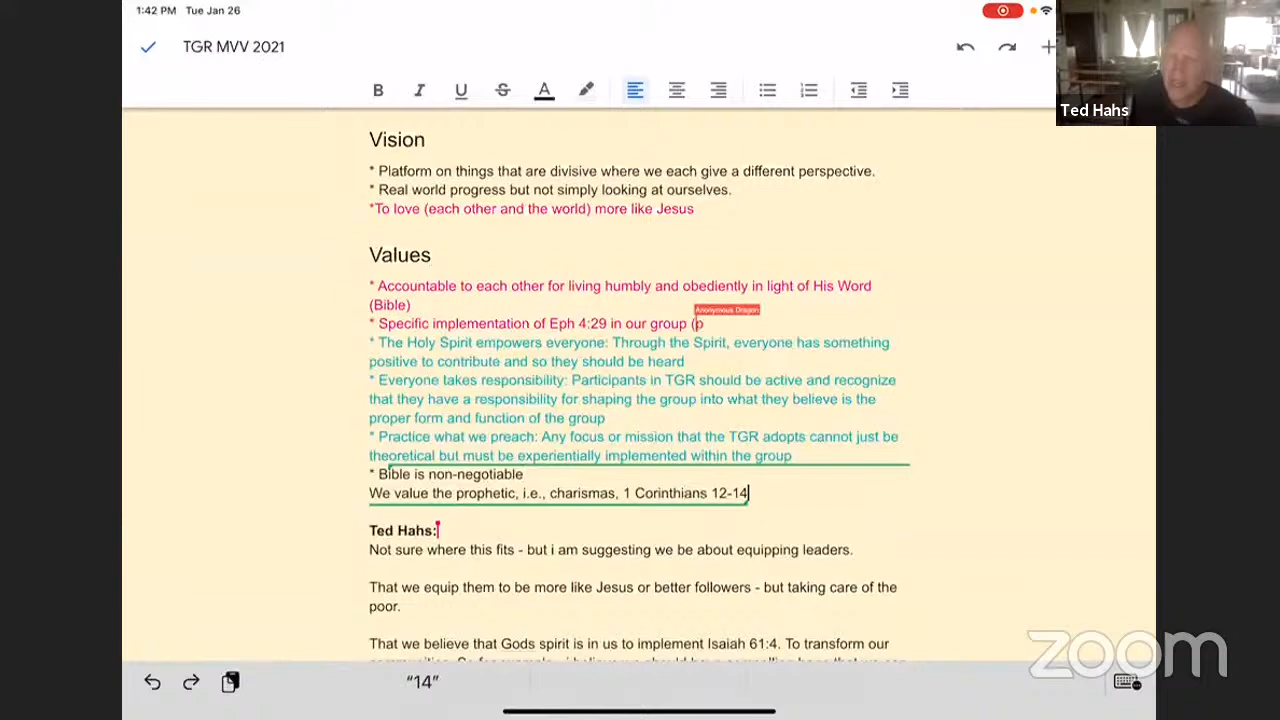 1:42 PM Tue Jan 26
TGR MVV 2021
B I U S A
Ted Hahs
Vision
* Platform on things that are divisive where we each give a different perspective.
* Real world progress but not simply looking at ourselves.
*To love (each other and the world) more like Jesus
Values
* Accountable to each other for living humbly and obediently in light of His Word
(Bible)
Anonymous Dragon
* Specific implementation of Eph 4:29 in our group (p
* The Holy Spirit empowers everyone: Through the Spirit, everyone has something
positive to contribute and so they should be heard
* Everyone takes responsibility: Participants in TGR should be active and recognize
that they have a responsibility for shaping the group into what they believe is the
proper form and function of the group
* Practice what we preach: Any focus or mission that the TGR adopts cannot just be
theoretical but must be experientially implemented within the group
* Bible is non-negotiable
We value the prophetic, i.e., charismas, 1 Corinthians 12-14
Ted Hahs:
Not sure where this fits - but i am suggesting we be about equipping leaders.
That we equip them to be more like Jesus or better followers - but taking care of the
poor.
That we believe that Gods spirit is in us to implement Isaiah 61:4. To transform our
zoom
“14”